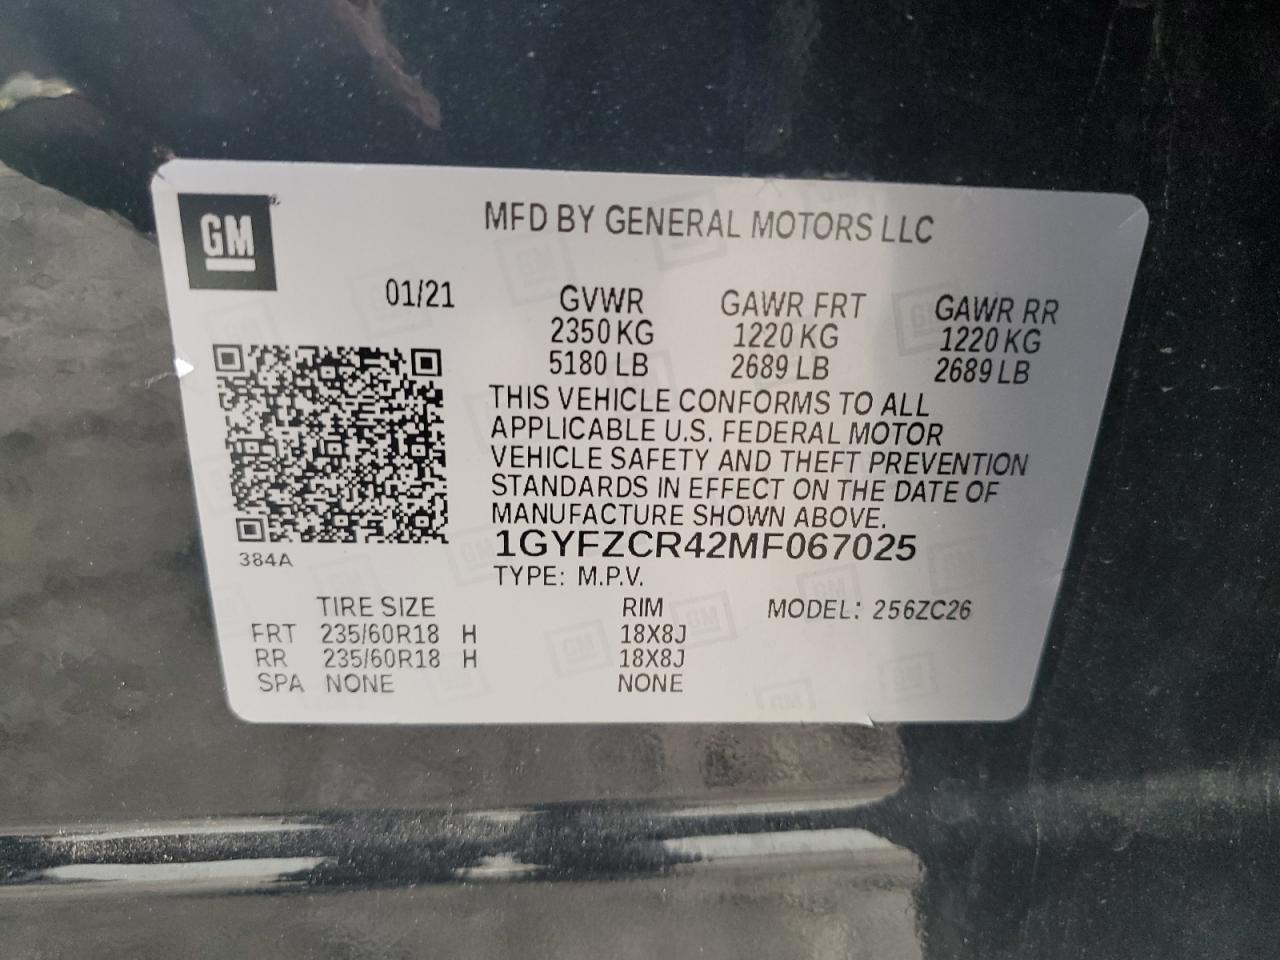 GM
MFD BY GENERAL MOTORS LLC
01/21
GVWR GAWR FRT GAWR RR
2350 KG 1220 KG 1220 KG
5180 LB 2689 LB 2689 LB
THIS VEHICLE CONFORMS TO ALL
APPLICABLE U.S. FEDERAL MOTOR
VEHICLE SAFETY AND THEFT PREVENTION
STANDARDS IN EFFECT ON THE DATE OF
MANUFACTURE SHOWN ABOVE.
1GYFZCR42MF067025
384A
TYPE: M.P.V.
TIRE SIZE RIM MODEL: 256ZC26
FRT 235/60R18 H 18X8J
RR 235/60R18 H 18X8J
SPA NONE NONE